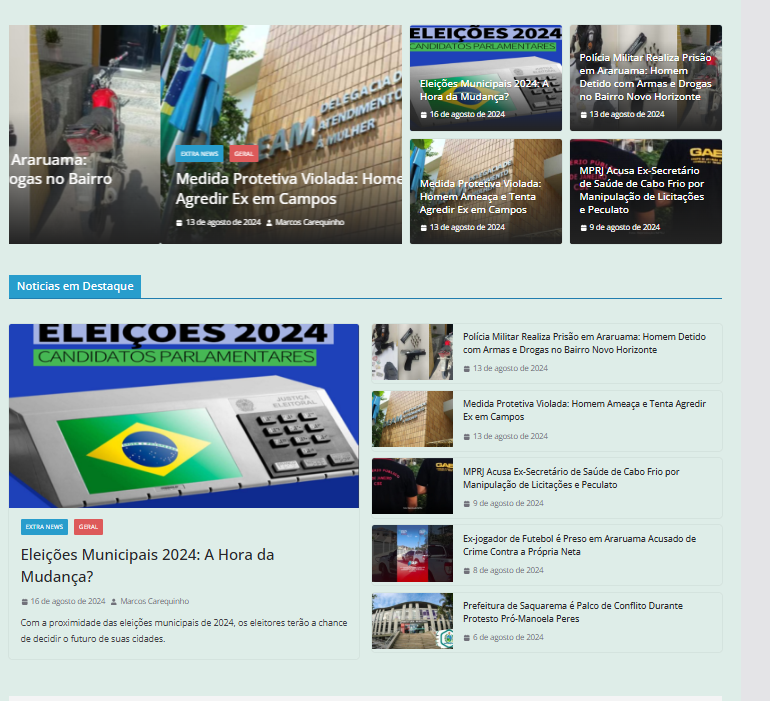 Araruama:
ogas no Bairro
DELEGACIA
ATENDIMENTO
MULHER
EXTRA NEWS GERAL
Medida Protetiva Violada: Home
Agredir Ex em Campos
13 de agosto de 2024 Marcos Carequinho
ELEIÇÕES 2024
CANDIDATOS PARLAMENTARES
Eleições Municipais 2024: A
Hora da Mudança?
16 de agosto de 2024
Polícia Militar Realiza Prisão
em Araruama: Homem
Detido com Armas e Drogas
no Bairro Novo Horizonte
13 de agosto de 2024
Medida Protetiva Violada:
Homem Ameaça e Tenta
Agredir Ex em Campos
13 de agosto de 2024
GAE
MPRJ Acusa Ex-Secretário
de Saúde de Cabo Frio por
Manipulação de Licitações
e Peculato
9 de agosto de 2024
Noticias em Destaque
ELEIÇÕES 2024
CANDIDATOS PARLAMENTARES
JUSTIÇA
ELEITORAL
EXTRA NEWS GERAL
Eleições Municipais 2024: A Hora da
Mudança?
16 de agosto de 2024 Marcos Carequinho
Com a proximidade das eleições municipais de 2024, os eleitores terão a chance
de decidir o futuro de suas cidades.
Polícia Militar Realiza Prisão em Araruama: Homem Detido
com Armas e Drogas no Bairro Novo Horizonte
13 de agosto de 2024
Medida Protetiva Violada: Homem Ameaça e Tenta Agredir
Ex em Campos
13 de agosto de 2024
MPRJ Acusa Ex-Secretário de Saúde de Cabo Frio por
Manipulação de Licitações e Peculato
9 de agosto de 2024
Ex-jogador de Futebol é Preso em Araruama Acusado de
Crime Contra a Própria Neta
8 de agosto de 2024
Prefeitura de Saquarema é Palco de Conflito Durante
Protesto Pró-Manoela Peres
6 de agosto de 2024